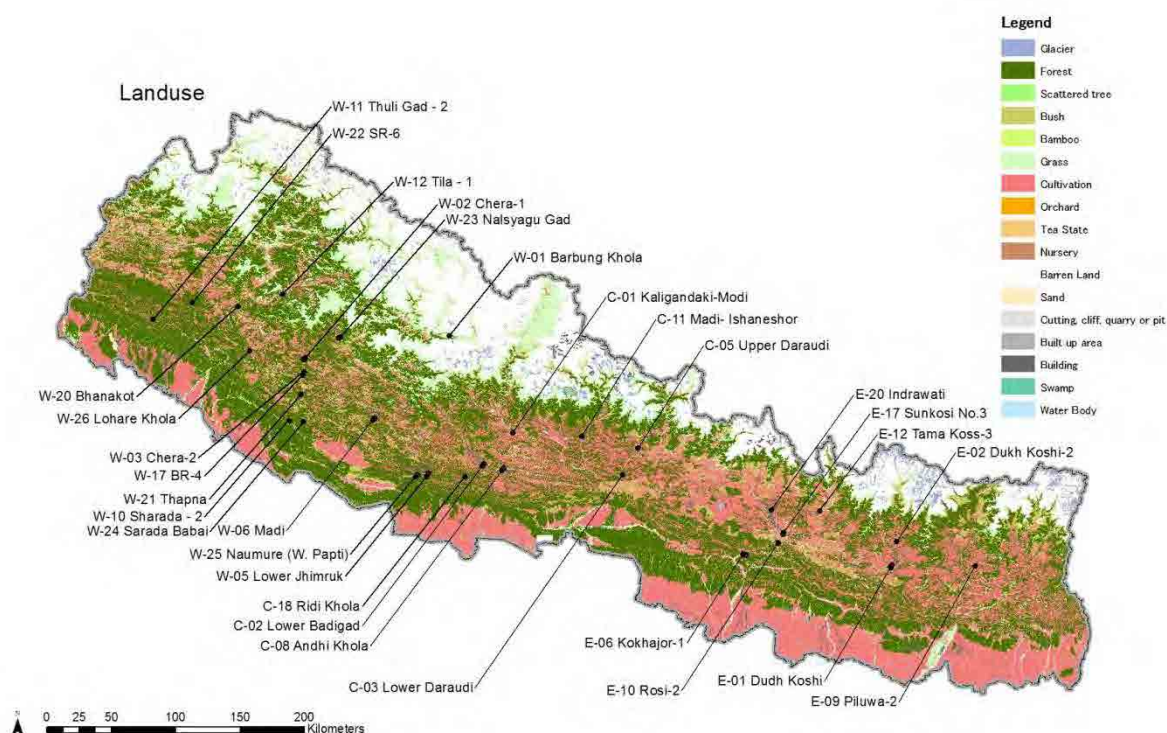 Landuse
W-11 Thuli Gad - 2
W-22 SR-6
W-12 Tila - 1
W-02 Chera-1
W-23 Nalsyagu Gad
W-01 Barbung Khola
C-01 Kaligandaki-Modi
C-11 Madi- Ishaneshor
C-05 Upper Daraudi
E-20 Indrawati
E-17 Sunkosi No.3
E-12 Tama Koss-3
E-02 Dukh Koshi-2
W-20 Bhanakot
W-26 Lohare Khola
W-03 Chera-2
W-17 BR-4
W-21 Thapna
W-10 Sharada - 2
W-24 Sarada Babai
W-06 Madi
W-25 Naumure (W. Papti)
W-05 Lower Jhimruk
C-18 Ridi Khola
C-02 Lower Badigad
C-08 Andhi Khola
C-03 Lower Daraudi
E-06 Kokhajor-1
E-10 Rosi-2
E-01 Dudh Koshi
E-09 Piluwa-2
Legend
Glacier
Forest
Scattered tree
Bush
Bamboo
Grass
Cultivation
Orchard
Tea State
Nursery
Barren Land
Sand
Cutting, cliff, quarry or pit
Built up area
Building
Swamp
Water Body
N
0 25 50 100 150 200
Kilometers